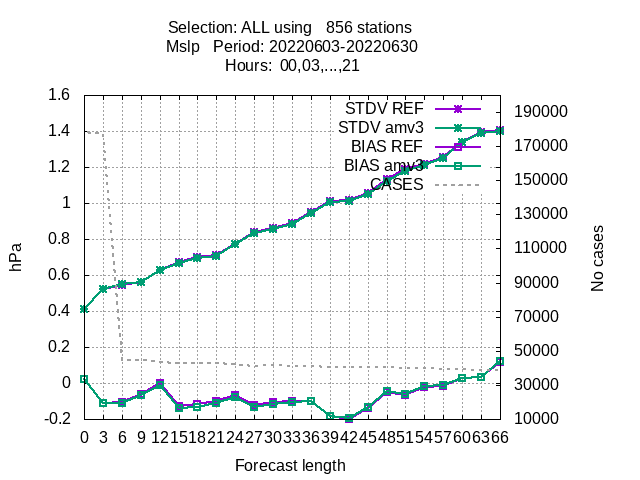 Selection: ALL using   856 stations
Mslp   Period: 20220603-20220630
Hours:  00,03,...,21
STDV REF
STDV amv3
BIAS REF
BIAS amv3
CASES
1.6
1.4
1.2
1
0.8
0.6
0.4
0.2
0
-0.2
hPa
190000
170000
150000
130000
110000
90000
70000
50000
30000
10000
No cases
0 3 6 9 12 15 18 21 24 27 30 33 36 39 42 45 48 51 54 57 60 63 66
Forecast length